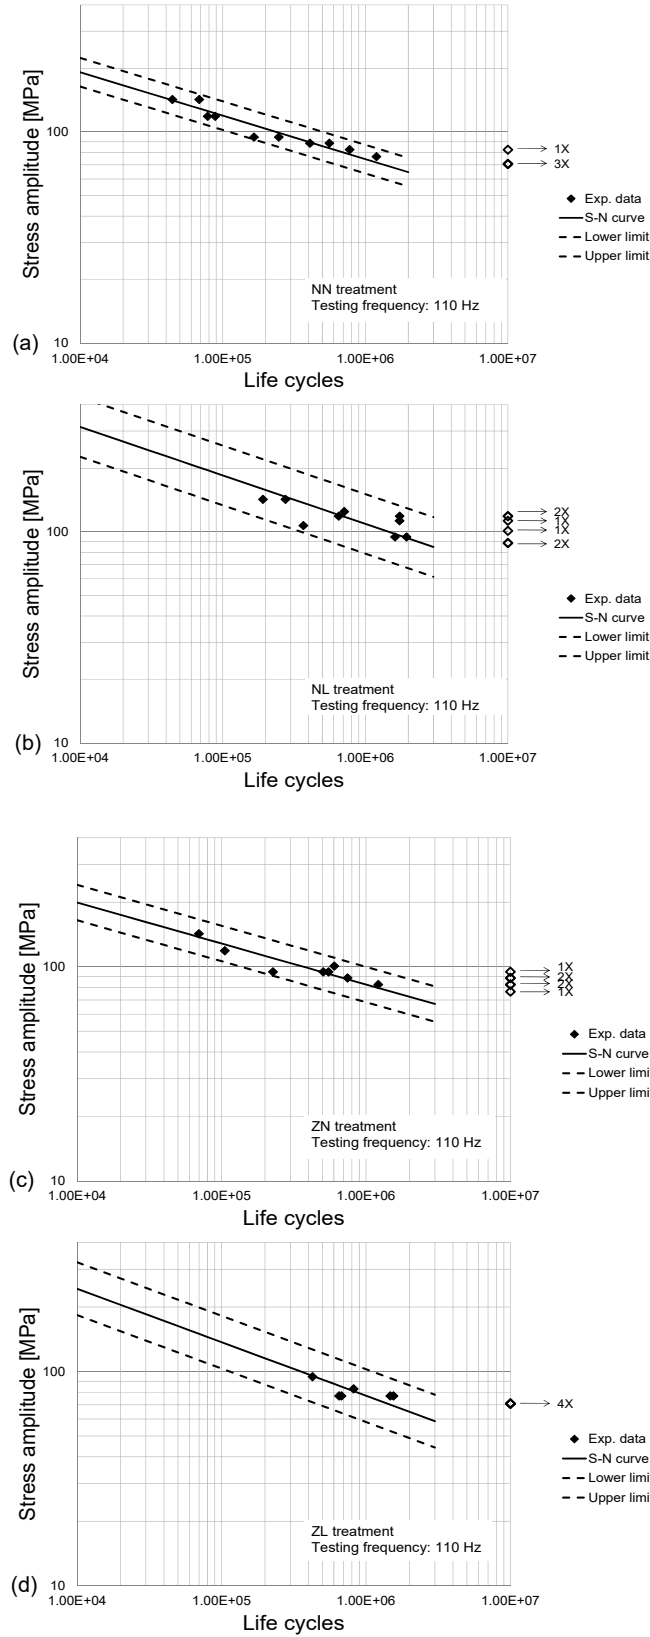 Stress amplitude [MPa]
100
1X
3X
Exp. data
S-N curve
Lower limit
Upper limit
NN treatment
Testing frequency: 110 Hz
(a)
10
1.00E+04 1.00E+05 1.00E+06 1.00E+07
Life cycles
Stress amplitude [MPa]
2X
1X
100
1X
2X
Exp. data
S-N curve
Lower limit
Upper limit
NL treatment
Testing frequency: 110 Hz
(b)
10
1.00E+04 1.00E+05 1.00E+06 1.00E+07
Life cycles
Stress amplitude [MPa]
100
1X
2X
2X
1X
Exp. data
S-N curve
Lower limi
Upper limi
ZN treatment
Testing frequency: 110 Hz
(c)
10
1.00E+04 1.00E+05 1.00E+06 1.00E+07
Life cycles
Stress amplitude [MPa]
100
4X
Exp. data
S-N curve
Lower limi
Upper limi
ZL treatment
Testing frequency: 110 Hz
(d)
10
1.00E+04 1.00E+05 1.00E+06 1.00E+07
Life cycles